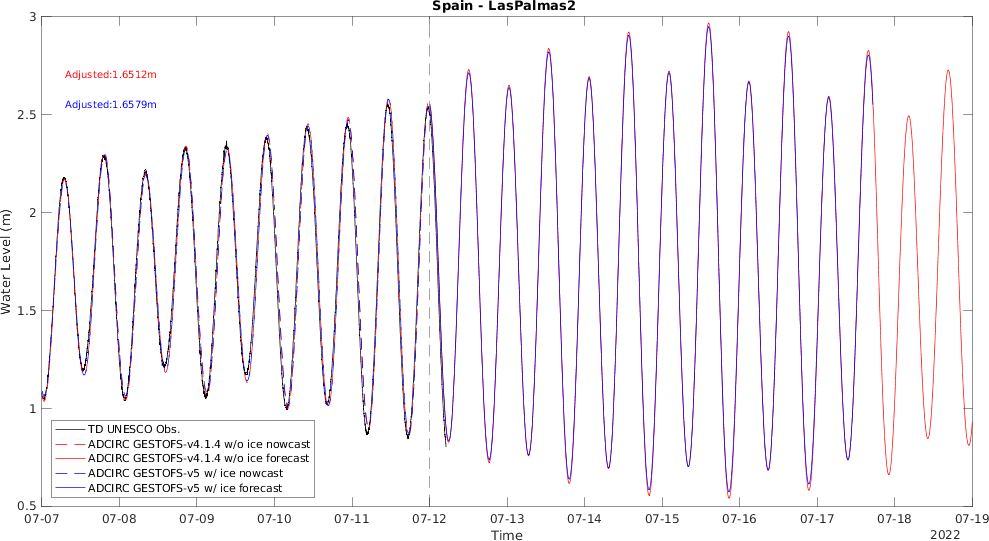 Spain - LasPalmas2
3
Adjusted:1.6512m
Adjusted:1.6579m
2.5
2
Water Level (m)
1.5
1
TD UNESCO Obs.
ADCIRC GESTOFS-v4.1.4 w/o ice nowcast
ADCIRC GESTOFS-v4.1.4 w/o ice forecast
ADCIRC GESTOFS-v5 w/ ice nowcast
ADCIRC GESTOFS-v5 w/ ice forecast
0.5
07-07 07-08 07-09 07-10 07-11 07-12 07-13 07-14 07-15 07-16 07-17 07-18 07-19
Time
2022